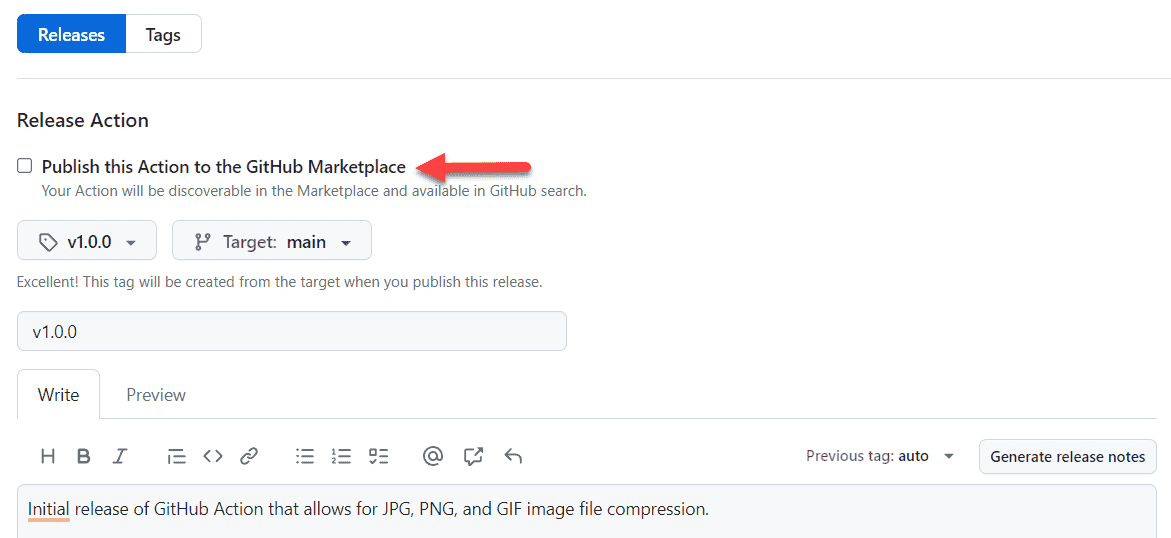 Releases Tags
Release Action
Publish this Action to the GitHub Marketplace
Your Action will be discoverable in the Marketplace and available in GitHub search.
v1.0.0 Target: main
Excellent! This tag will be created from the target when you publish this release.
v1.0.0
Write Preview
Previous tag: auto Generate release notes
Initial release of GitHub Action that allows for JPG, PNG, and GIF image file compression.